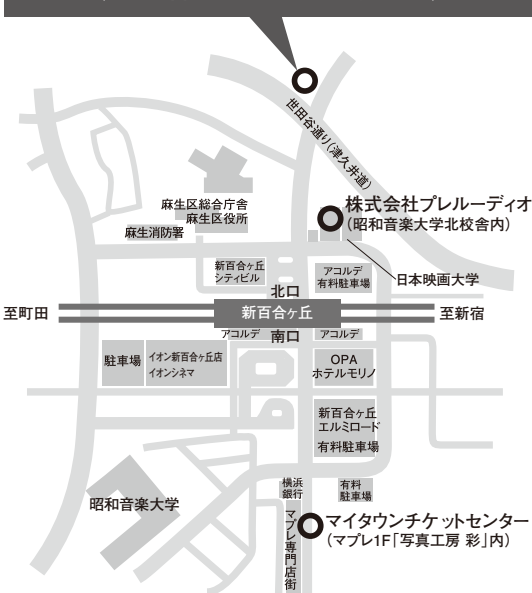 世田谷通り(津久井道)
株式会社プレルーディオ
(昭和音楽大学北校舎内)
麻生区総合庁舎
麻生区役所
麻生消防署
日本映画大学
新百合ヶ丘
シティビル
アコルデ
有料駐車場
北口
至町田
新百合ヶ丘
至新宿
アコルデ
南口
アコルデ
駐車場
イオン新百合ヶ丘店
イオンシネマ
OPA
ホテルモリノ
新百合ヶ丘
エルミロード
有料駐車場
昭和音楽大学
横浜
銀行
有料
駐車場
マプレ専門店街
マイタウンチケットセンター
(マプレ1F「写真工房 彩」内)